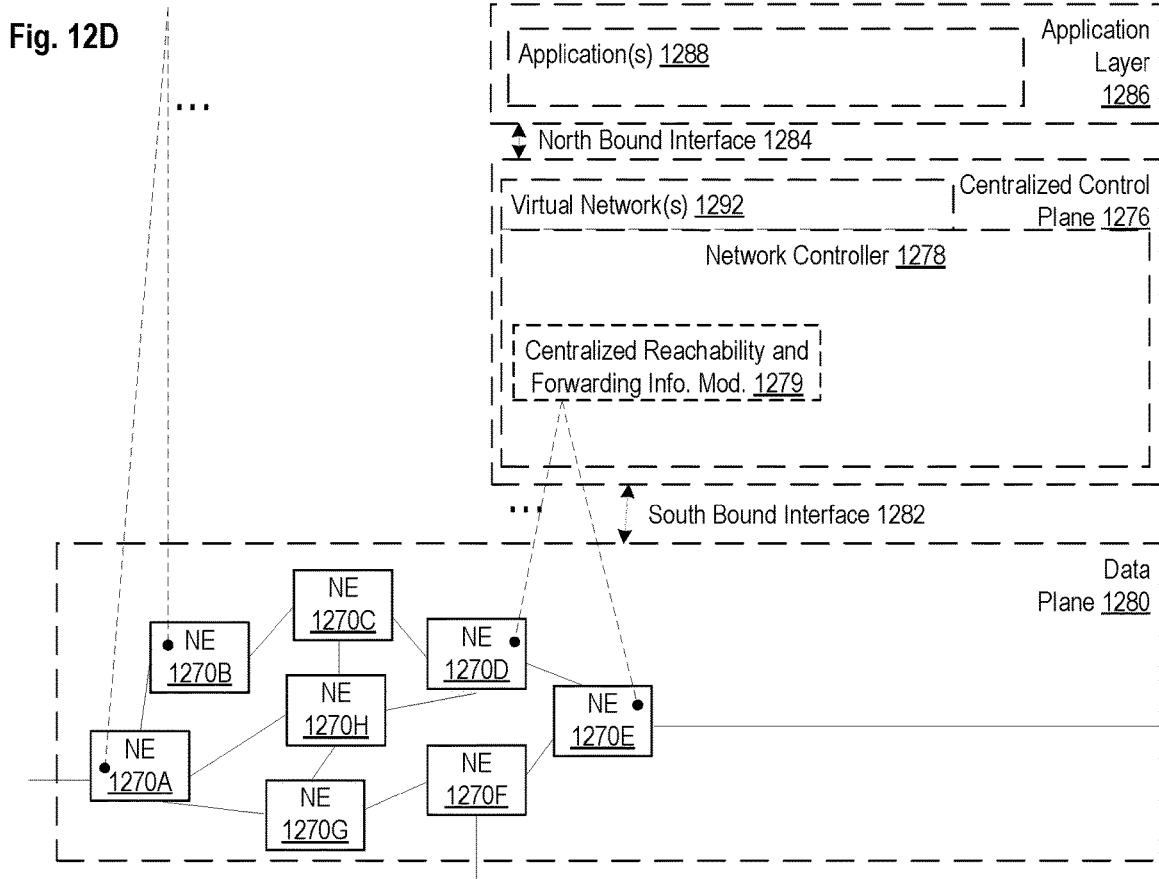 Fig. 12D
...
Application(s) 1288
Application
Layer
1286
North Bound Interface 1284
Virtual Network(s) 1292
Centralized Control
Plane 1276
Network Controller 1278
Centralized Reachability and
Forwarding Info. Mod. 1279
...
South Bound Interface 1282
Data
Plane 1280
NE
1270C
NE
1270B
NE
1270D
NE
1270H
NE
1270E
NE
1270A
NE
1270F
NE
1270G